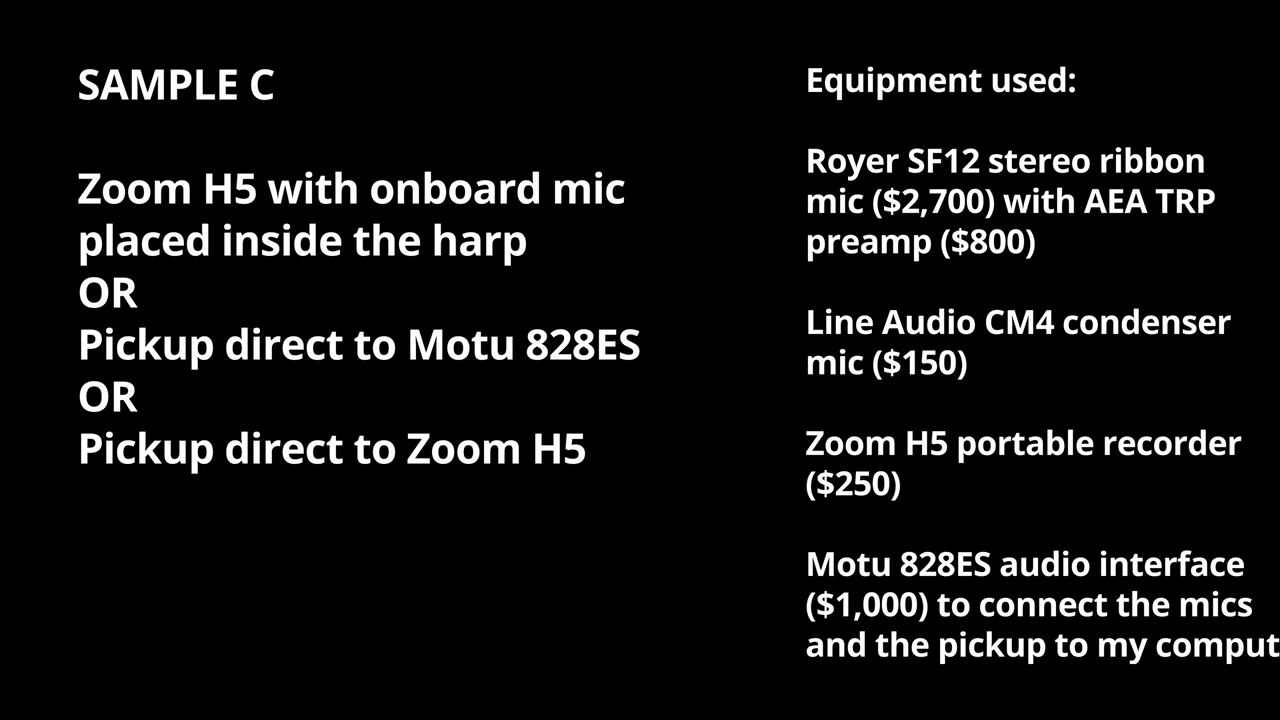 SAMPLE C
Zoom H5 with onboard mic
placed inside the harp
OR
Pickup direct to Motu 828ES
OR
Pickup direct to Zoom H5
Equipment used:
Royer SF12 stereo ribbon
mic ($2,700) with AEA TRP
preamp ($800)
Line Audio CM4 condenser
mic ($150)
Zoom H5 portable recorder
($250)
Motu 828ES audio interface
($1,000) to connect the mics
and the pickup to my comput